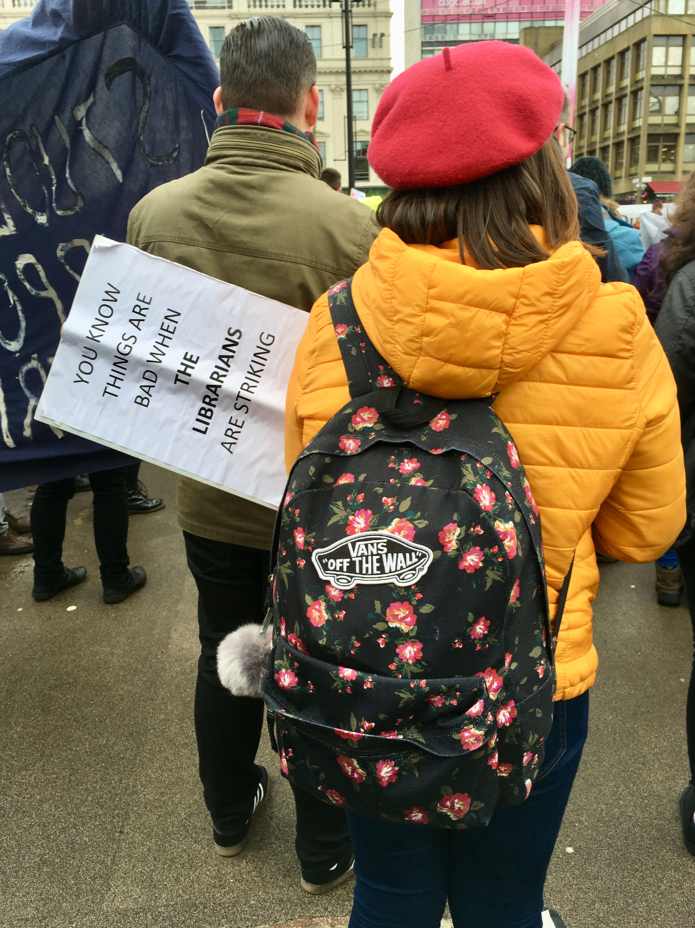 YOU KNOW
THINGS ARE
BAD WHEN
THE
LIBRARIANS
ARE STRIKING
VANS
"OFF THE WALL"